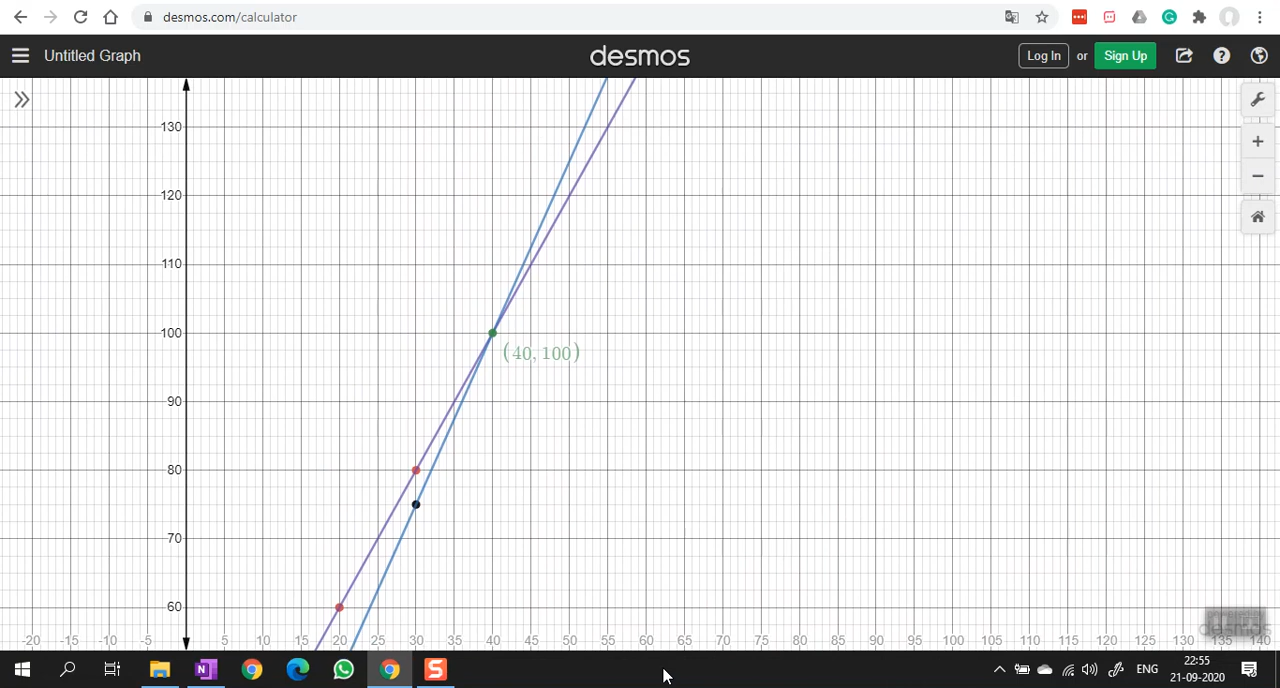 desmos.com/calculator
Untitled Graph
desmos
Log In or Sign Up
130
120
110
100
(40, 100)
90
80
70
60
-20 -15 -10 -5 5 10 15 20 25 30 35 40 45 50 55 60 65 70 75 80 85 90 95 100 105 110 115 120 125 130 135 140
powered by
desmos
N
S
ENG
22:55
21-09-2020